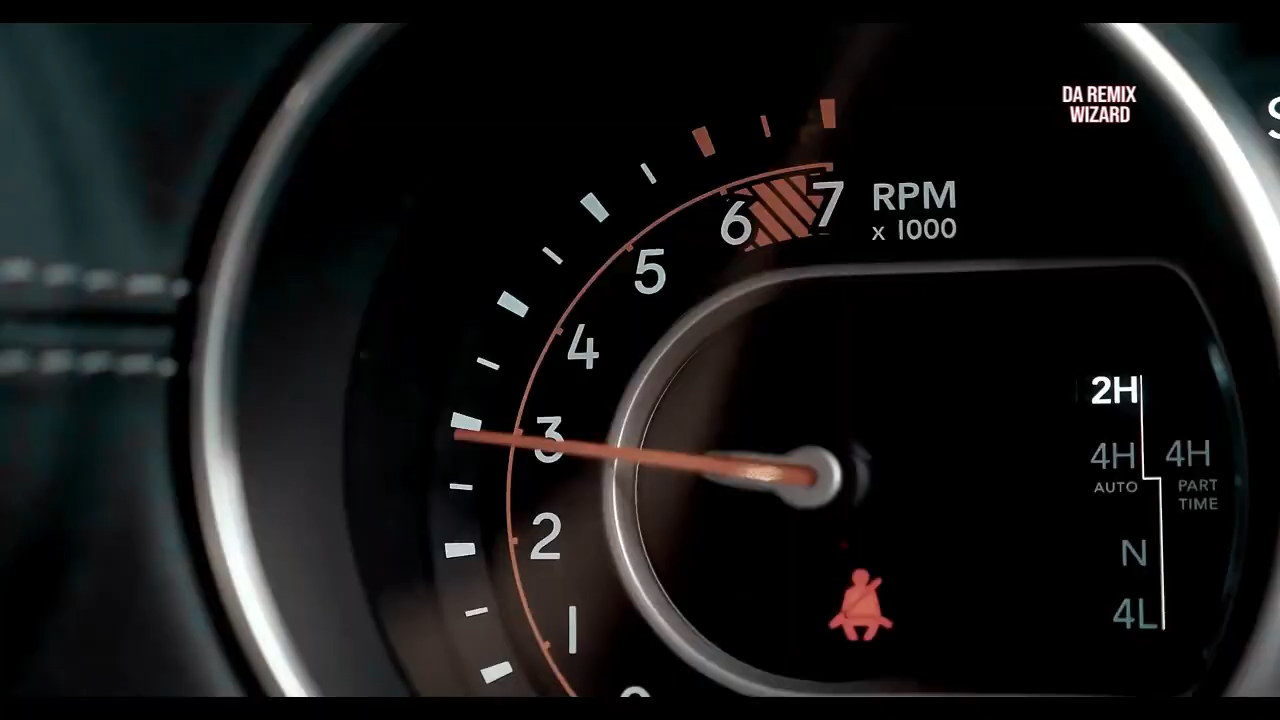 DA REMIX
WIZARD
7
RPM
6
x 1000
5
4
3
2H
4H
4H
AUTO
PART
TIME
2
N
4L
1